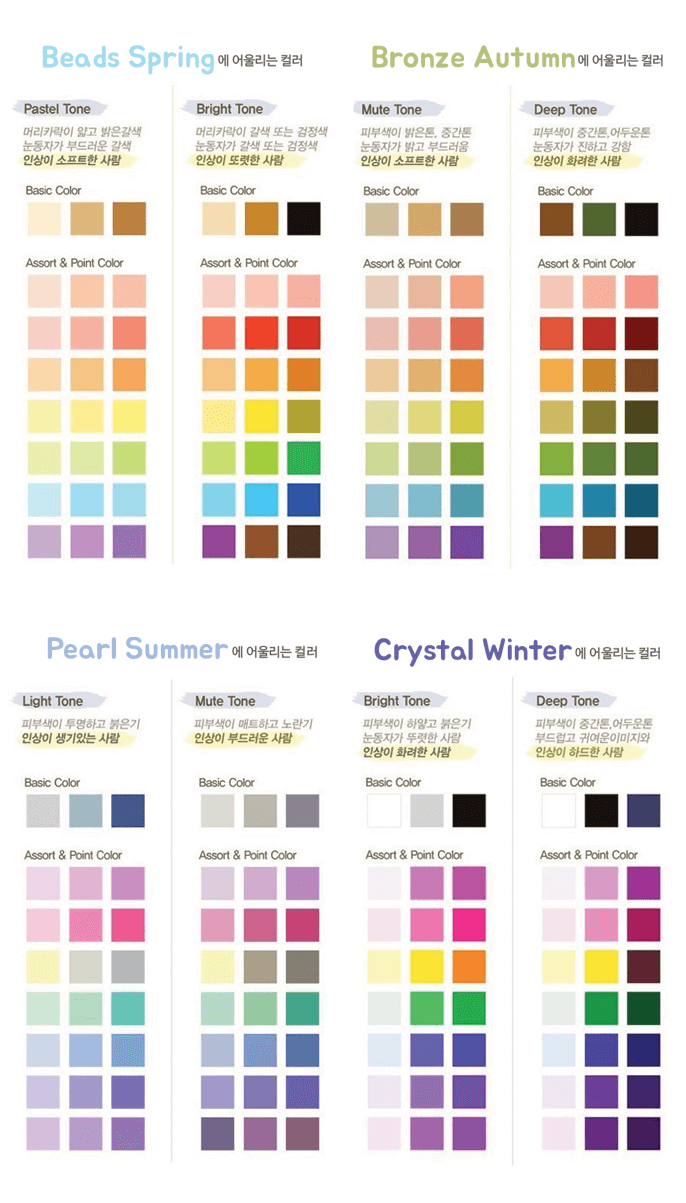 Beads Spring에 어울리는 컬러
Pastel Tone
머리카락이 얇고 밝은갈색
눈동자가 부드러운 갈색
인상이 소프트한 사람
Basic Color
Assort & Point Color
Bright Tone
머리카락이 갈색 또는 검정색
눈동자가 갈색 또는 검정색
인상이 또렷한 사람
Basic Color
Assort & Point Color
Bronze Autumn에 어울리는 컬러
Mute Tone
피부색이 밝은톤, 중간톤
눈동자가 밝고 부드러움
인상이 소프트한 사람
Basic Color
Assort & Point Color
Deep Tone
피부색이 중간톤,어두운톤
눈동자가 진하고 강함
인상이 화려한 사람
Basic Color
Assort & Point Color
Pearl Summer에 어울리는 컬러
Light Tone
피부색이 투명하고 붉은기
인상이 생기있는 사람
Basic Color
Assort & Point Color
Mute Tone
피부색이 매트하고 노란기
인상이 부드러운 사람
Basic Color
Assort & Point Color
Crystal Winter에 어울리는 컬러
Bright Tone
피부색이 하얗고 붉은기
눈동자가 뚜렷한 사람
인상이 화려한 사람
Basic Color
Assort & Point Color
Deep Tone
피부색이 중간톤,어두운톤
부드럽고 귀여운이미지와
인상이 하드한 사람
Basic Color
Assort & Point Color